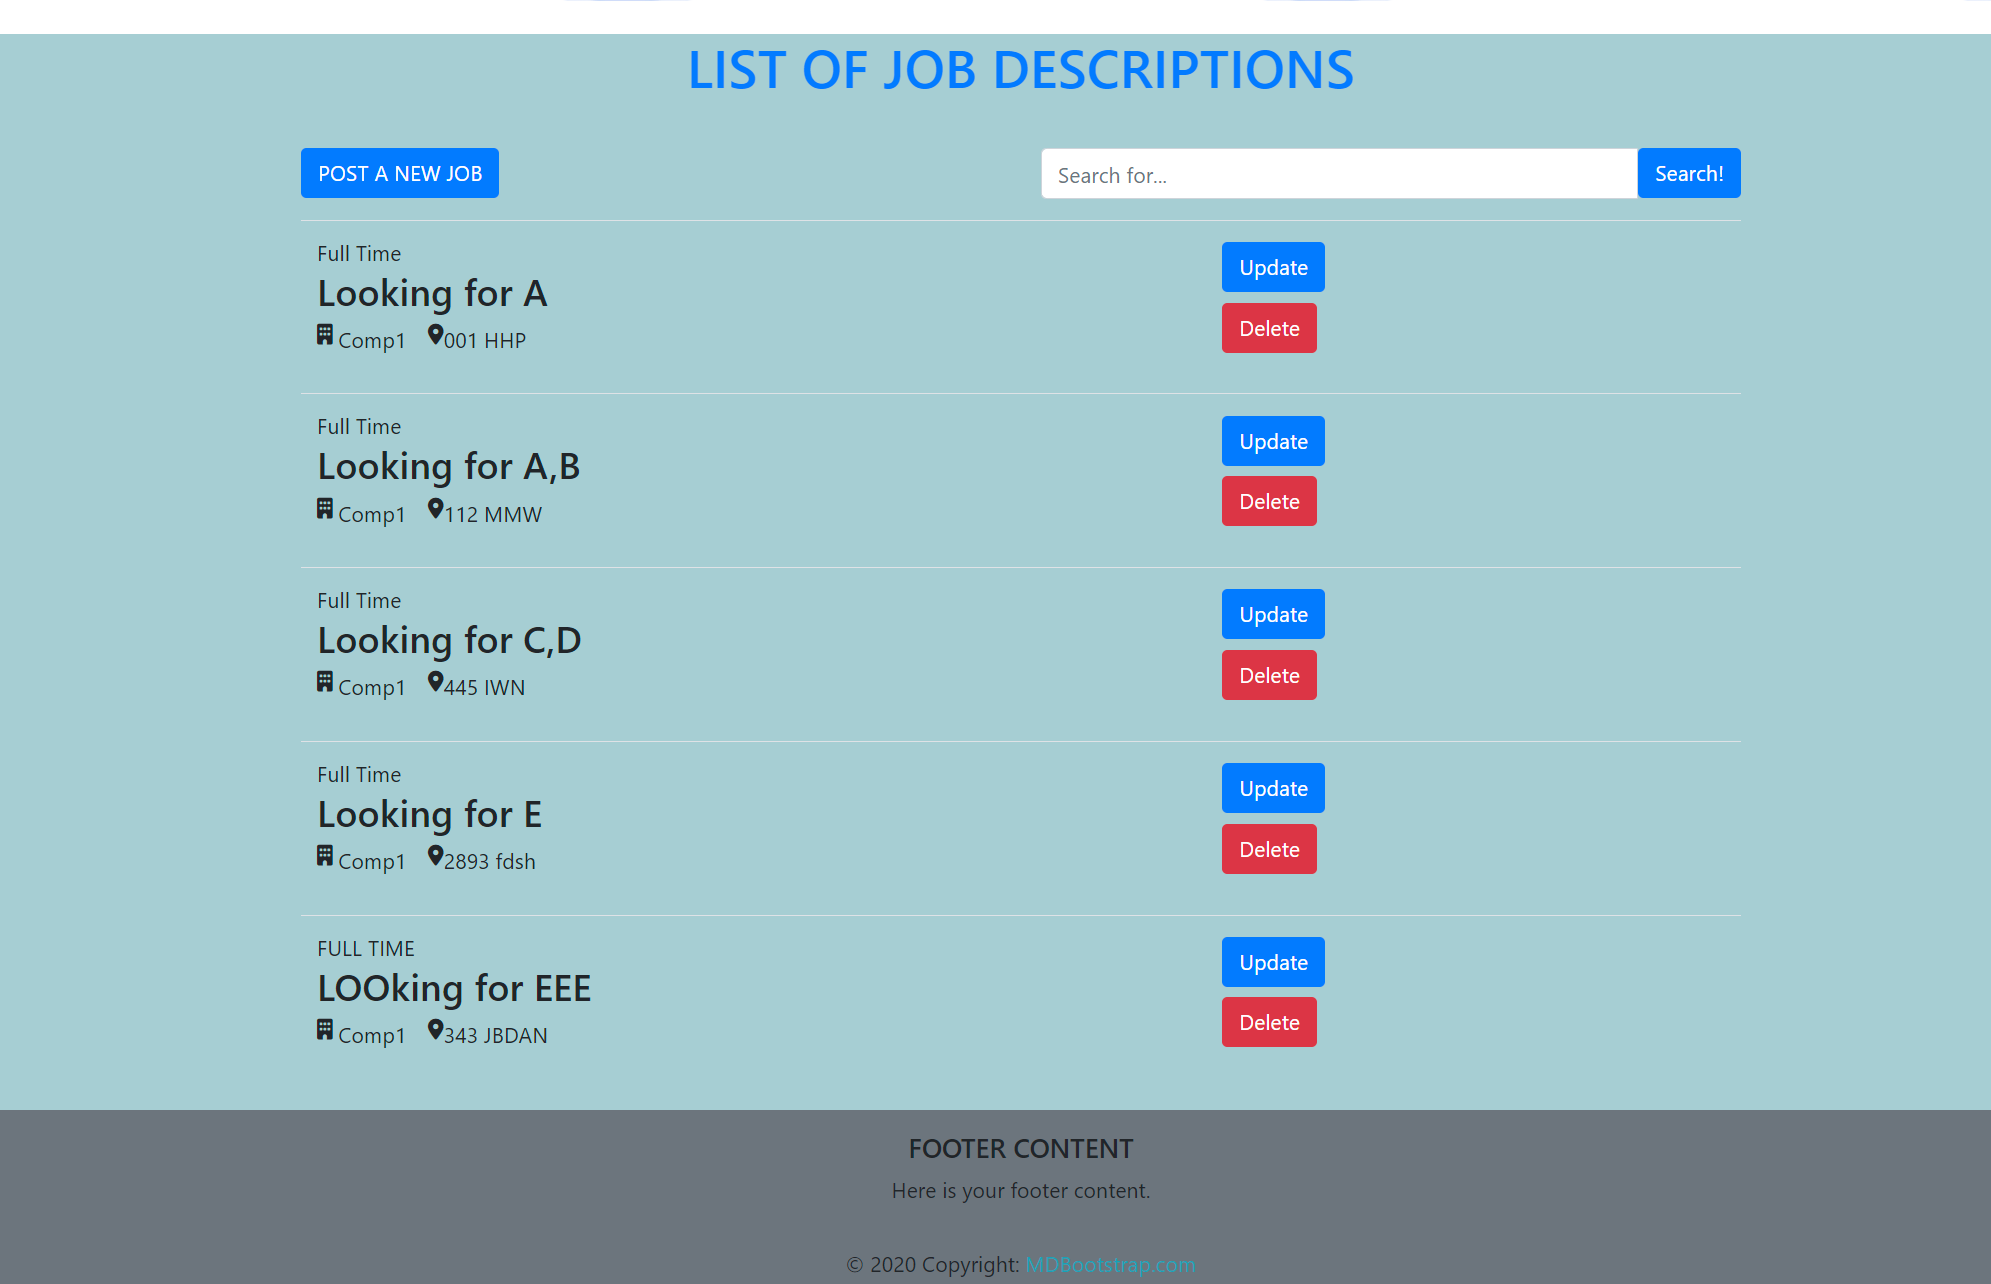 LIST OF JOB DESCRIPTIONS
POST A NEW JOB
Search for...
Search!
Full Time
Looking for A
Comp1 001 HHP
Update
Delete
Full Time
Looking for A,B
Comp1 112 MMW
Update
Delete
Full Time
Looking for C,D
Comp1 445 IWN
Update
Delete
Full Time
Looking for E
Comp1 2893 fdsh
Update
Delete
FULL TIME
LOOking for EEE
Comp1 343 JBDAN
Update
Delete
FOOTER CONTENT
Here is your footer content.
© 2020 Copyright: MDBootstrap.com